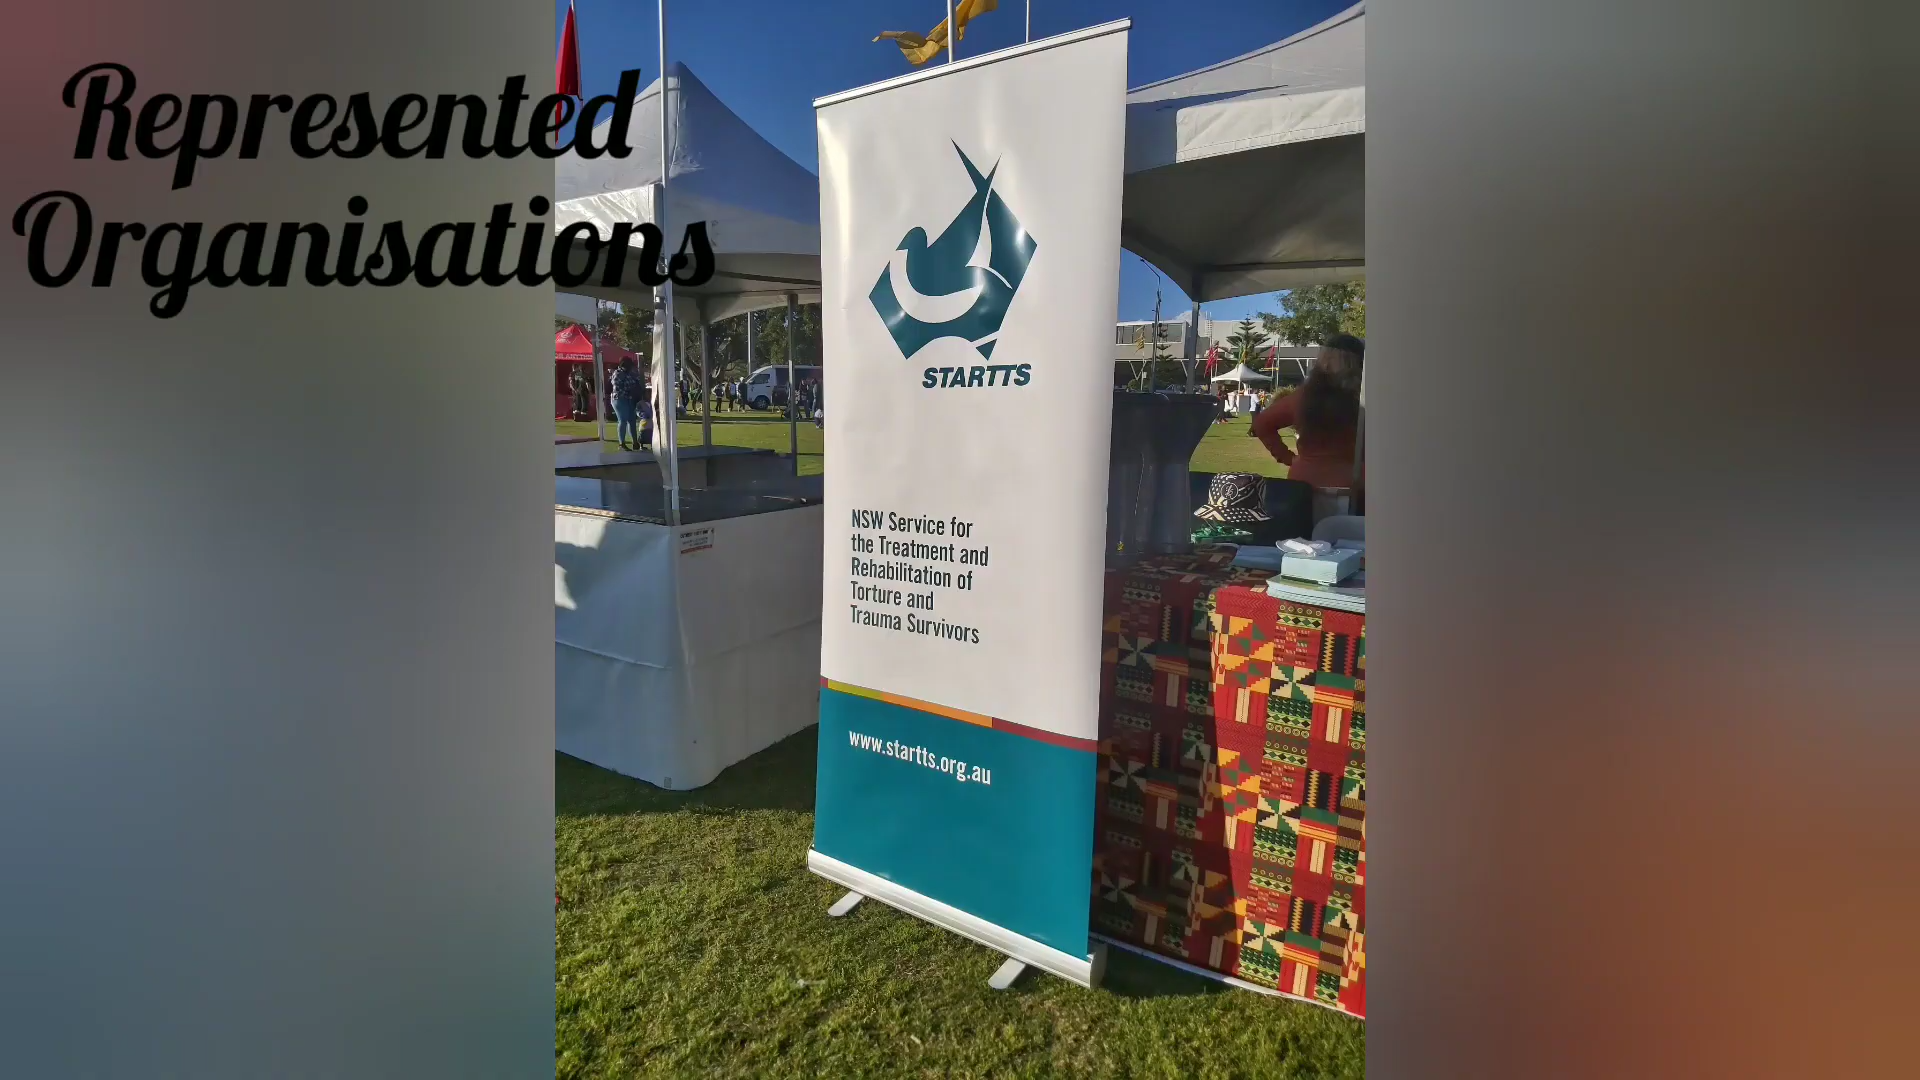 Represented
Organisations
STARTTS
NSW Service for
the Treatment and
Rehabilitation of
Torture and
Trauma Survivors
www.startts.org.au